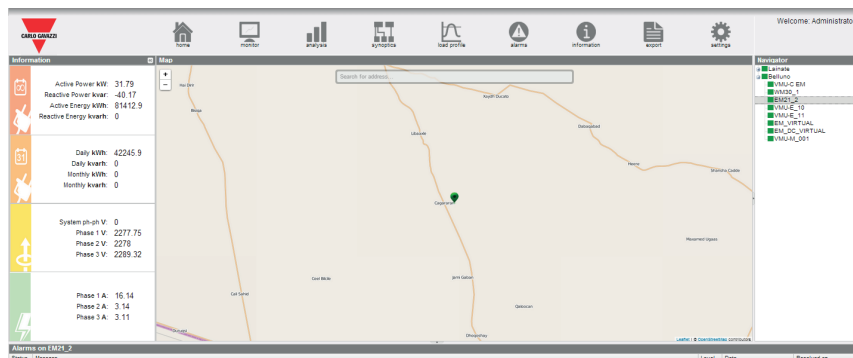 CARLO GAVAZZI
home
monitor
analysis
synoptics
load profile
alarms
information
export
settings
Welcome: Administrato
Information
Active Power kW: 31.79
Reactive Power kvar: -40.17
Active Energy kWh: 81412.9
Reactive Energy kvarh: 0
31
Daily kWh: 42245.9
Daily kvarh: 0
Monthly kWh: 0
Monthly kvarh: 0
System ph-ph V: 0
Phase 1 V: 2277.75
Phase 2 V: 2278
Phase 3 V: 2289.32
Phase 1 A: 16.14
Phase 2 A: 3.14
Phase 3 A: 3.11
Map
+
−
Search for address...
Leaflet | © OpenStreetMap contributors
Navigator
Lainate
Belluno
VMU-C EM
WM30_1
EM21_2
VMU-E_10
VMU-E_11
EM_VIRTUAL
EM_DC_VIRTUAL
VMU-M_001
Alarms on EM21_2
Status Message Level Date Resolved on